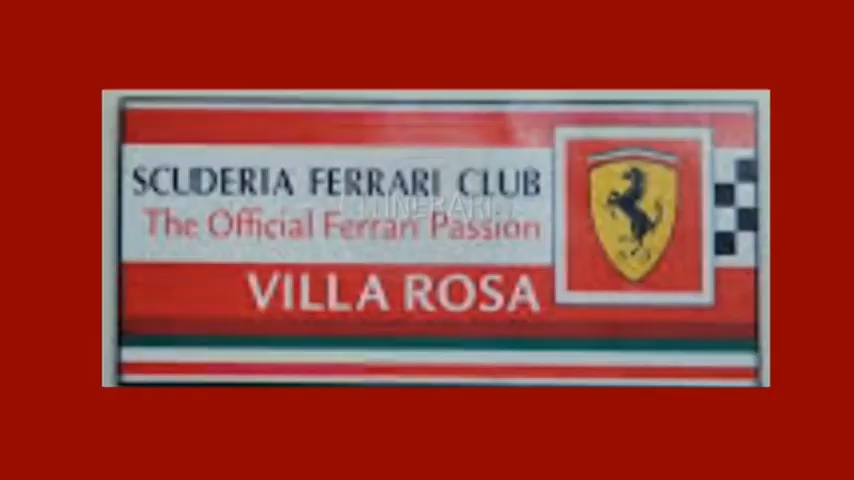 SCUDERIA FERRARI CLUB
The Official Ferrari Passion
VILLA ROSA